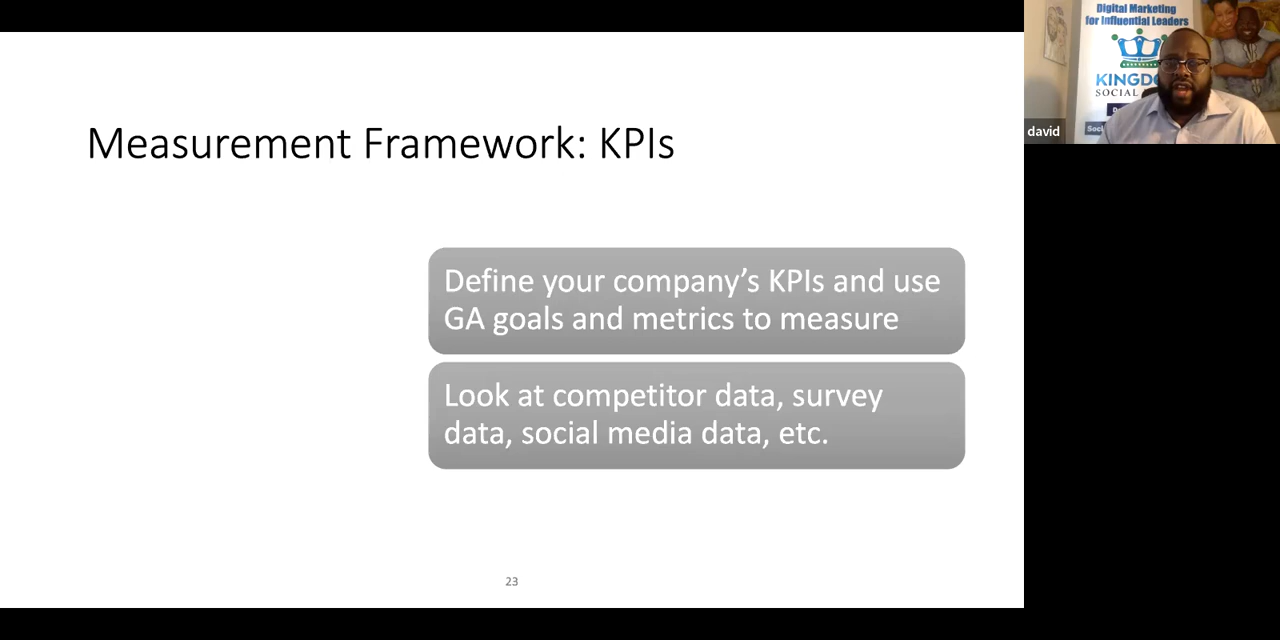 Measurement Framework: KPIs
Define your company's KPIs and use
GA goals and metrics to measure
Look at competitor data, survey
data, social media data, etc.
23
Digital Marketing
for Influential Leaders
SOCIAL
david